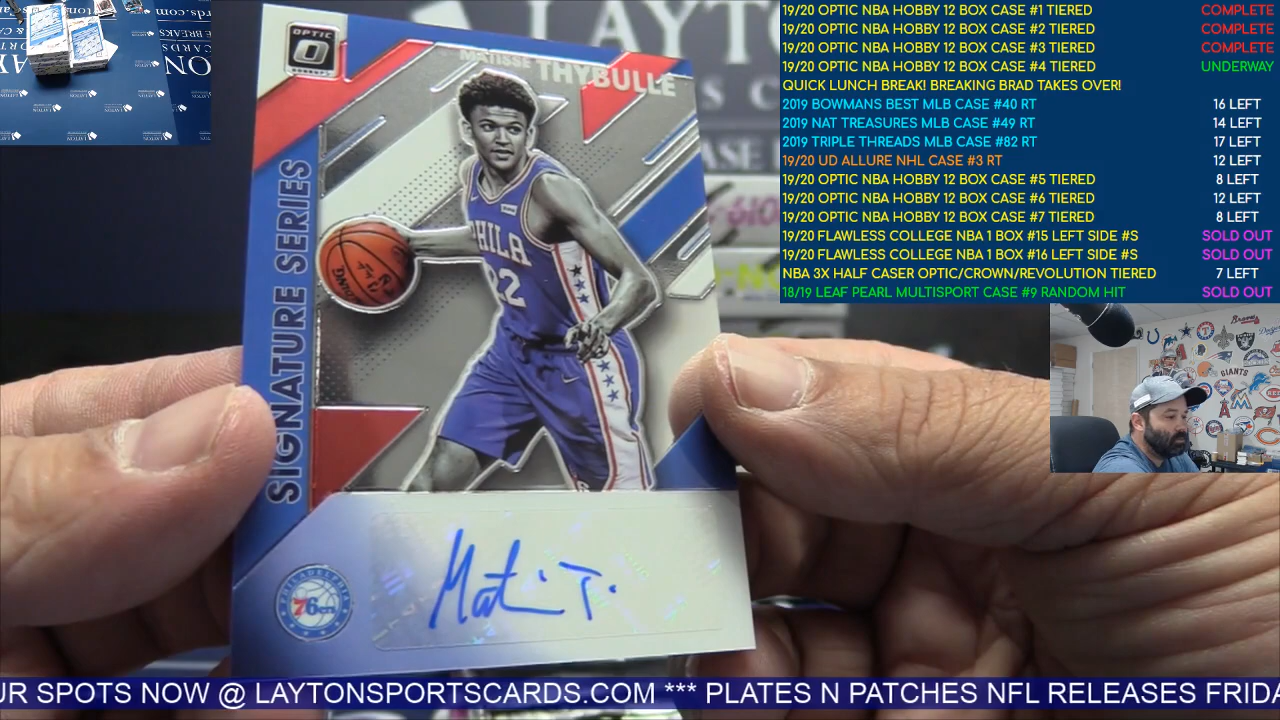 19/20 OPTIC NBA HOBBY 12 BOX CASE #1 TIERED COMPLETE
19/20 OPTIC NBA HOBBY 12 BOX CASE #2 TIERED COMPLETE
19/20 OPTIC NBA HOBBY 12 BOX CASE #3 TIERED COMPLETE
19/20 OPTIC NBA HOBBY 12 BOX CASE #4 TIERED UNDERWAY
QUICK LUNCH BREAK! BREAKING BRAD TAKES OVER!
2019 BOWMANS BEST MLB CASE #40 RT 16 LEFT
2019 NAT TREASURES MLB CASE #49 RT 14 LEFT
2019 TRIPLE THREADS MLB CASE #82 RT 17 LEFT
19/20 UD ALLURE NHL CASE #3 RT 12 LEFT
19/20 OPTIC NBA HOBBY 12 BOX CASE #5 TIERED 8 LEFT
19/20 OPTIC NBA HOBBY 12 BOX CASE #6 TIERED 12 LEFT
19/20 OPTIC NBA HOBBY 12 BOX CASE #7 TIERED 8 LEFT
19/20 FLAWLESS COLLEGE NBA 1 BOX #15 LEFT SIDE #S SOLD OUT
19/20 FLAWLESS COLLEGE NBA 1 BOX #16 LEFT SIDE #S SOLD OUT
NBA 3X HALF CASER OPTIC/CROWN/REVOLUTION TIERED 7 LEFT
18/19 LEAF PEARL MULTISPORT CASE #9 RANDOM HIT SOLD OUT
OPTIC
MATISSE THYBULLE
SIGNATURE SERIES
PHILA
22
PHILADELPHIA
76ers
Mati T.
LAYTON
GIANTS
Braves
UR SPOTS NOW @ LAYTONSPORTSCARDS.COM *** PLATES N PATCHES NFL RELEASES FRIDA